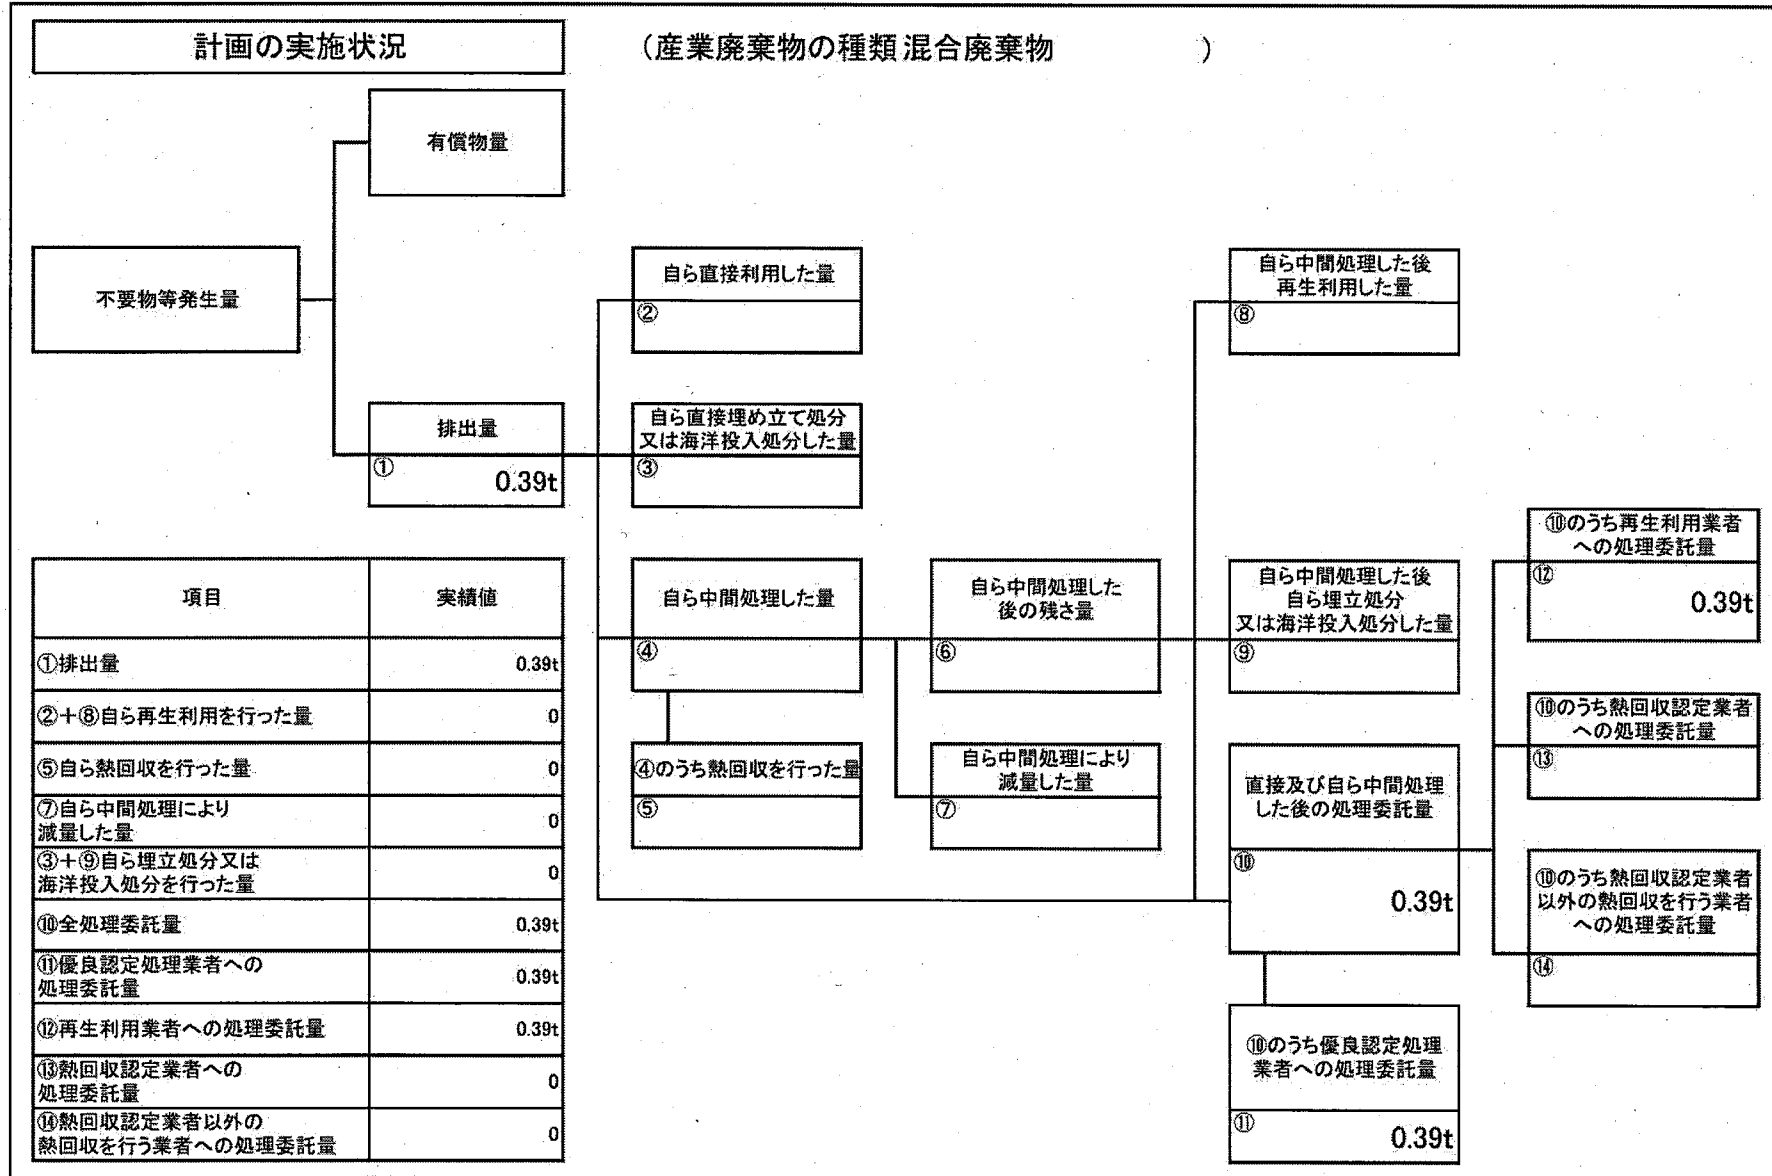 計画の実施状況
（産業廃棄物の種類 混合廃棄物　　　　）
有償物量
不要物等発生量
排出量
①
0.39t
自ら直接利用した量
②
自ら直接埋め立て処分
又は海洋投入処分した量
③
自ら中間処理した量
④
④のうち熱回収を行った量
⑤
自ら中間処理した
後の残さ量
⑥
自ら中間処理により
減量した量
⑦
自ら中間処理した後
再生利用した量
⑧
自ら中間処理した後
自ら埋立処分
又は海洋投入処分した量
⑨
直接及び自ら中間処理
した後の処理委託量
⑩
0.39t
⑩のうち優良認定処理
業者への処理委託量
⑪
0.39t
⑩のうち再生利用業者
への処理委託量
⑫
0.39t
⑩のうち熱回収認定業者
への処理委託量
⑬
⑩のうち熱回収認定業者
以外の熱回収を行う業者
への処理委託量
⑭
項目 実績値
①排出量 0.39t
②＋⑧自ら再生利用を行った量 0
⑤自ら熱回収を行った量 0
⑦自ら中間処理により
減量した量 0
③＋⑨自ら埋立処分又は
海洋投入処分を行った量 0
⑩全処理委託量 0.39t
⑪優良認定処理業者への
処理委託量 0.39t
⑫再生利用業者への処理委託量 0.39t
⑬熱回収認定業者への
処理委託量 0
⑭熱回収認定業者以外の
熱回収を行う業者への処理委託量 0